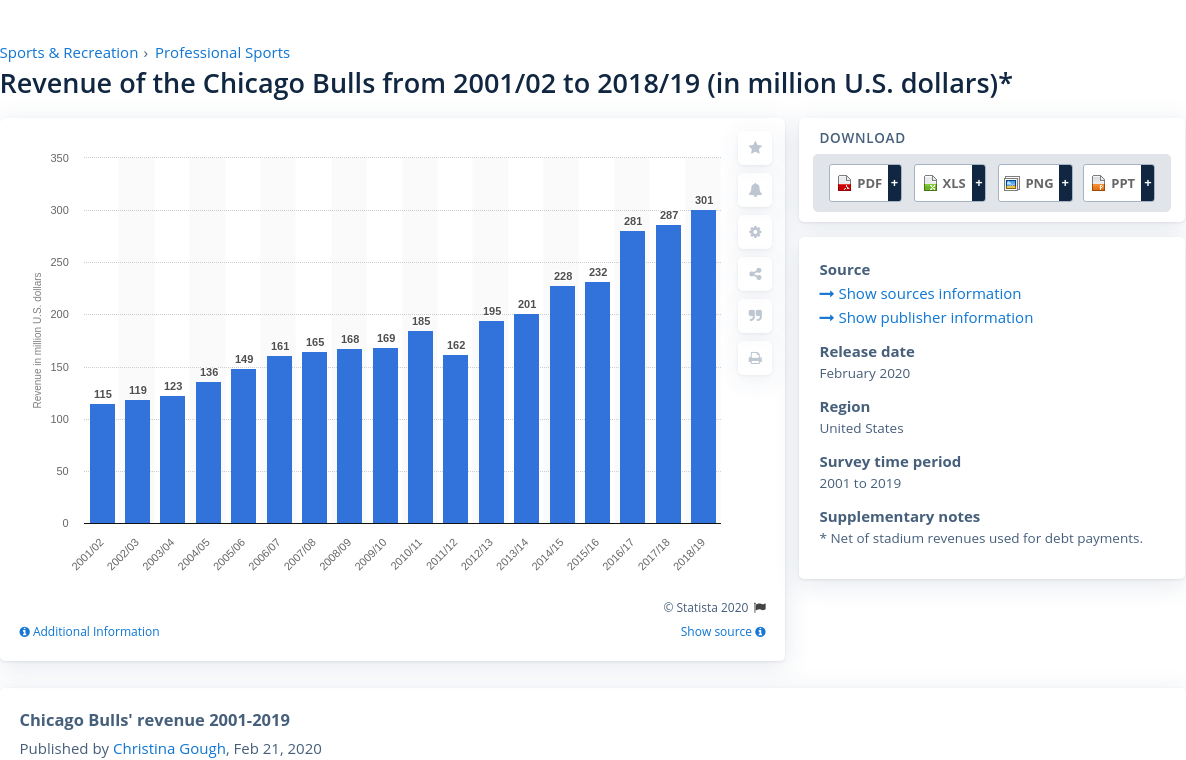 Sports & Recreation › Professional Sports
Revenue of the Chicago Bulls from 2001/02 to 2018/19 (in million U.S. dollars)*
350
300
250
200
150
100
50
0
Revenue in million U.S. dollars
115
119
123
136
149
161
165
168
169
185
162
195
201
228
232
281
287
301
2001/02
2002/03
2003/04
2004/05
2005/06
2006/07
2007/08
2008/09
2009/10
2010/11
2011/12
2012/13
2013/14
2014/15
2015/16
2016/17
2017/18
2018/19
© Statista 2020
Additional Information
Show source
DOWNLOAD
PDF + XLS + PNG + PPT +
Source
Show sources information
Show publisher information
Release date
February 2020
Region
United States
Survey time period
2001 to 2019
Supplementary notes
* Net of stadium revenues used for debt payments.
Chicago Bulls' revenue 2001-2019
Published by Christina Gough, Feb 21, 2020